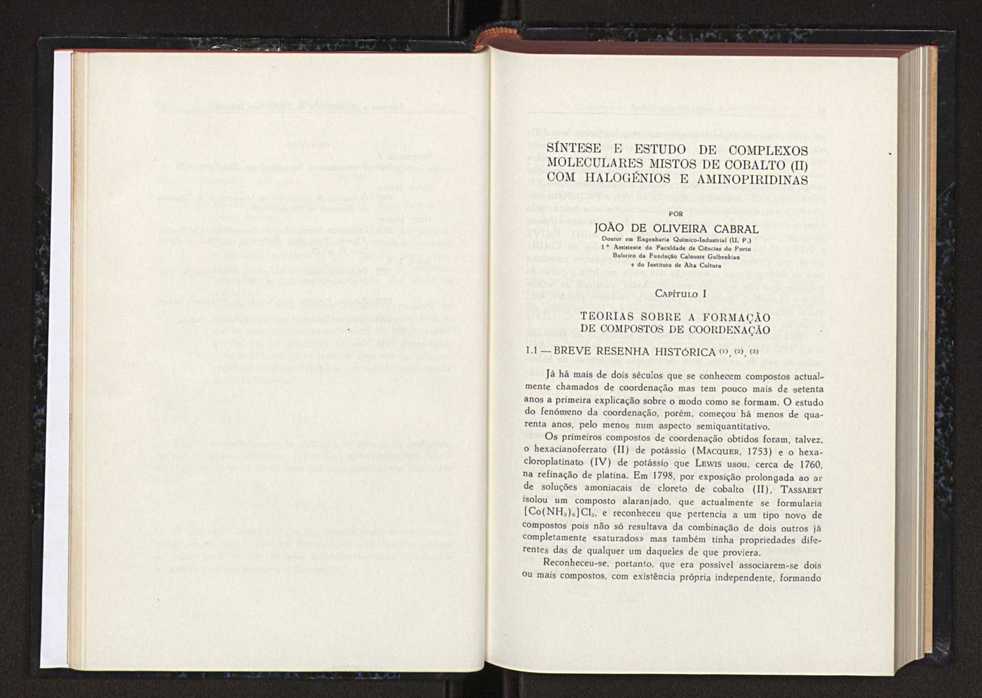 SÍNTESE E ESTUDO DE COMPLEXOS
MOLECULARES MISTOS DE COBALTO (II)
COM HALOGÉNIOS E AMINOPIRIDINAS
POR
JOÃO DE OLIVEIRA CABRAL
Doutor em Engenharia Químico-Industrial (U. P.)
1.º Assistente da Faculdade de Ciências do Porto
Bolseiro da Fundação Calouste Gulbenkian
e do Instituto de Alta Cultura
CAPÍTULO I
TEORIAS SOBRE A FORMAÇÃO
DE COMPOSTOS DE COORDENAÇÃO
1.1 — BREVE RESENHA HISTÓRICA (1), (2), (3)
Já há mais de dois séculos que se conhecem compostos actual-
mente chamados de coordenação mas tem pouco mais de setenta
anos a primeira explicação sobre o modo como se formam. O estudo
do fenómeno da coordenação, porém, começou há menos de qua-
renta anos, pelo menos num aspecto semiquantitativo.
Os primeiros compostos de coordenação obtidos foram, talvez,
o hexacianoferrato (II) de potássio (MACQUER, 1753) e o hexa-
cloroplatinato (IV) de potássio que LEWIS usou, cerca de 1760,
na refinação de platina. Em 1798, por exposição prolongada ao ar
de soluções amoniacais de cloreto de cobalto (II), TASSAERT
isolou um composto alaranjado, que actualmente se formularia
[Co(NH₃)₆]Cl₃, e reconheceu que pertencia a um tipo novo de
compostos pois não só resultava da combinação de dois outros já
completamente «saturados» mas também tinha propriedades dife-
rentes das de qualquer um daqueles de que proviera.
Reconheceu-se, portanto, que era possível associarem-se dois
ou mais compostos, com existência própria independente, formando